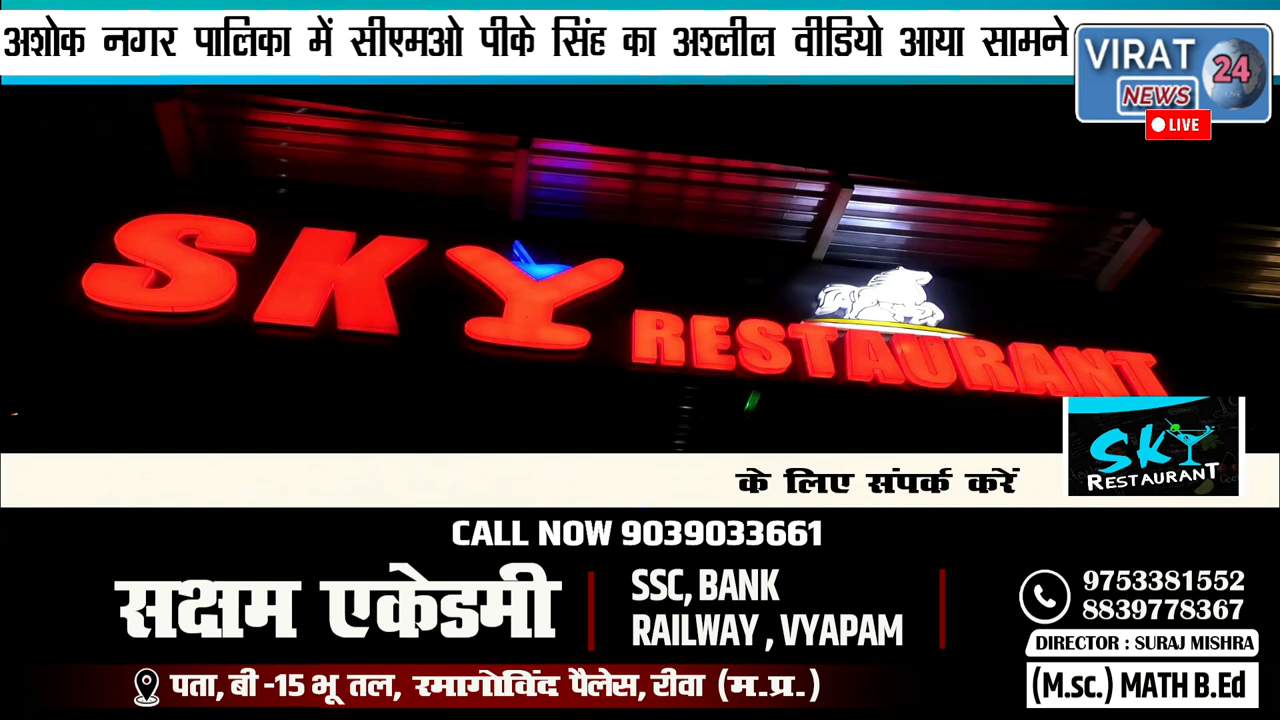 अशोक नगर पालिका में सीएमओ पीके सिंह का अश्लील वीडियो आया सामने
VIRAT
24
NEWS
LIVE
SKY RESTAURANT
SKY
RESTAURANT
के लिए संपर्क करें
CALL NOW 9039033661
सक्षम एकेडमी
SSC, BANK
RAILWAY , VYAPAM
9753381552
8839778367
DIRECTOR : SURAJ MISHRA
(M.sc.) MATH B.Ed
पता, बी -15 भू तल, रमागोविंद पैलेस, रीवा (म.प्र.)